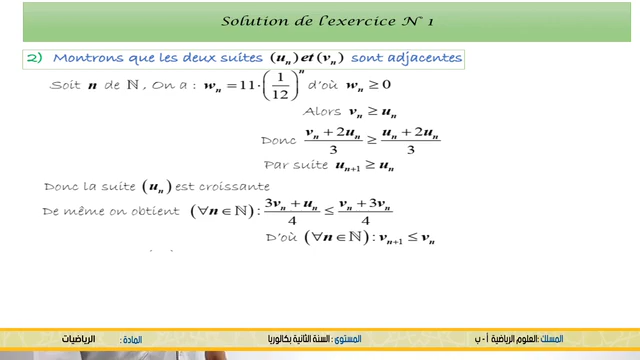 Solution de l'exercice N 1
2) Montrons que les deux suites (uₙ) et (vₙ) sont adjacentes
Soit n de ℕ , On a : wₙ = 11·(1/12)ⁿ d'où wₙ ≥ 0
Alors vₙ ≥ uₙ
Donc (vₙ + 2uₙ)/3 ≥ (uₙ + 2uₙ)/3
Par suite uₙ₊₁ ≥ uₙ
Donc la suite (uₙ) est croissante
De même on obtient (∀n ∈ ℕ) : (3vₙ + uₙ)/4 ≤ (vₙ + 3vₙ)/4
D'où (∀n ∈ ℕ) : vₙ₊₁ ≤ vₙ
المسلك :العلوم الرياضية أ - ب المستوى : السنة الثانية بكالوريا المادة : الرياضيات